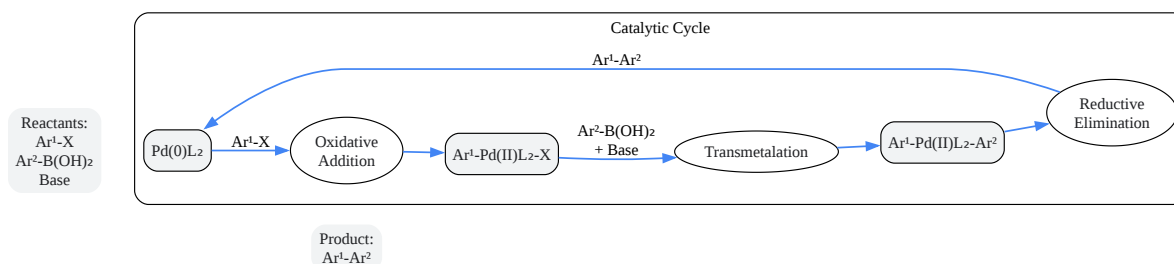 Catalytic Cycle
Ar¹-Ar²
Reactants:
Ar¹-X
Ar²-B(OH)₂
Base
Pd(0)L₂
Ar¹-X
Oxidative
Addition
Ar¹-Pd(II)L₂-X
Ar²-B(OH)₂
+ Base
Transmetalation
Ar¹-Pd(II)L₂-Ar²
Reductive
Elimination
Product:
Ar¹-Ar²